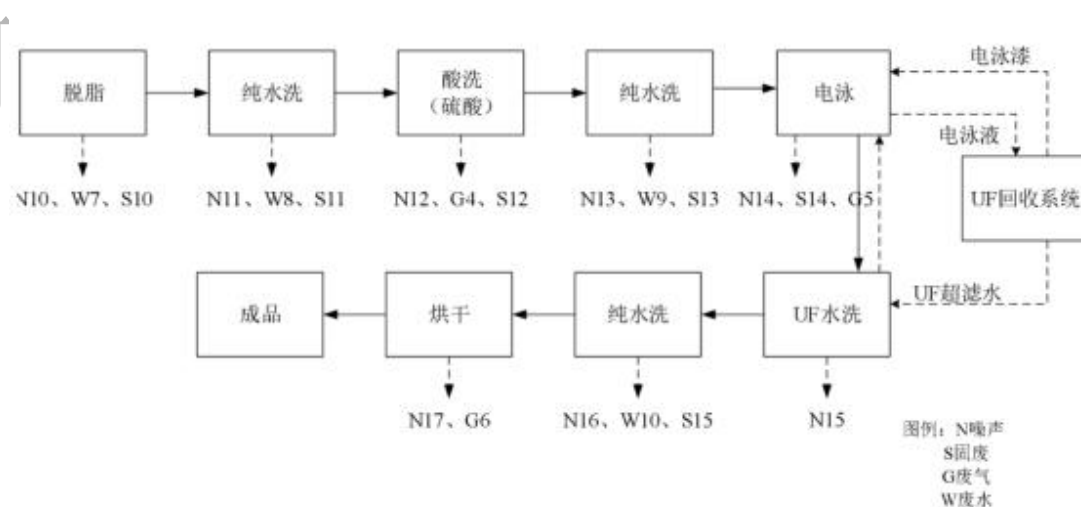 电泳漆
脱脂
纯水洗
酸洗
（硫酸）
纯水洗
电泳
电泳液
UF回收系统
N10、W7、S10
N11、W8、S11
N12、G4、S12
N13、W9、S13
N14、S14、G5
成品
烘干
纯水洗
UF水洗
UF超滤水
N17、G6
N16、W10、S15
N15
图例：N噪声
S固废
G废气
W废水